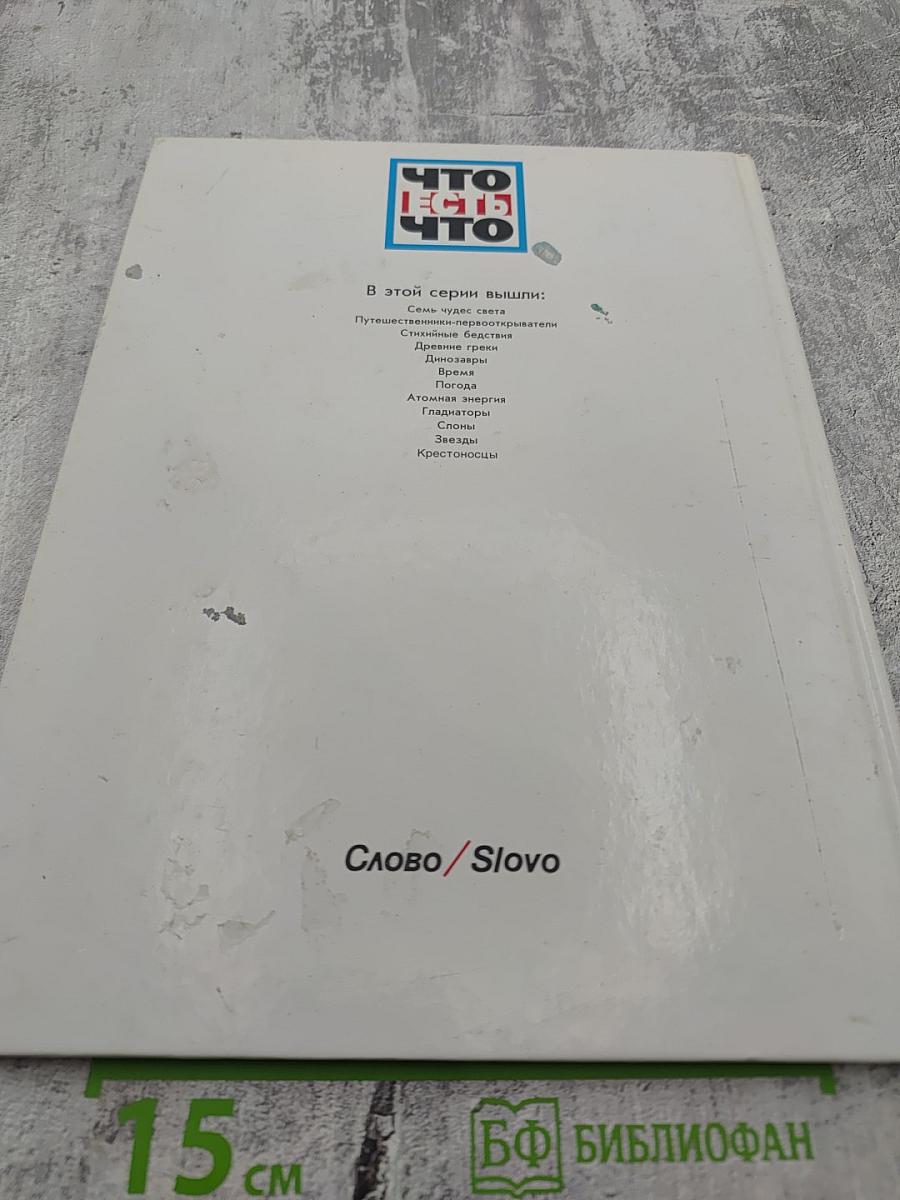 ЧТО
ЕСТЬ
ЧТО
В этой серии вышли:
Семь чудес света
Путешественники-первооткрыватели
Стихийные бедствия
Древние греки
Динозавры
Время
Погода
Атомная энергия
Гладиаторы
Слоны
Звезды
Крестоносцы
Слово/Slovo
15 см
БФ БИБЛИОФАН